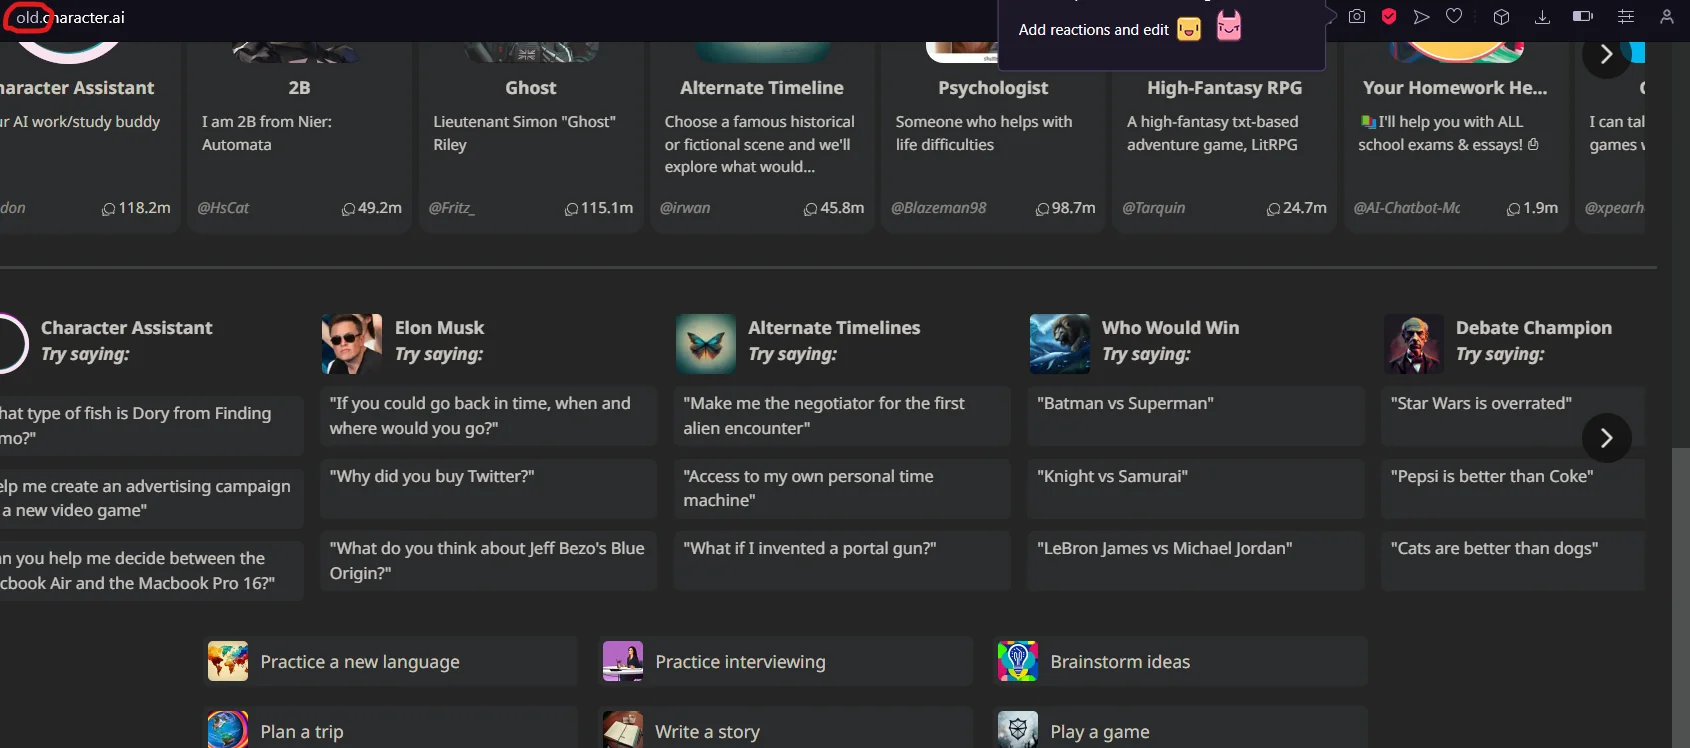 old.character.ai
Add reactions and edit
haracter Assistant
ur AI work/study buddy
don
118.2m
2B
I am 2B from Nier:
Automata
@HsCat
49.2m
Ghost
Lieutenant Simon "Ghost"
Riley
@Fritz_
115.1m
Alternate Timeline
Choose a famous historical
or fictional scene and we'll
explore what would...
@irwan
45.8m
Psychologist
Someone who helps with
life difficulties
@Blazeman98
98.7m
High-Fantasy RPG
A high-fantasy txt-based
adventure game, LitRPG
@Tarquin
24.7m
Your Homework He...
I'll help you with ALL
school exams & essays!
@AI-Chatbot-Mc
1.9m
I can tal
games w
@xpearh
Character Assistant
Try saying:
hat type of fish is Dory from Finding
mo?"
elp me create an advertising campaign
a new video game"
an you help me decide between the
cbook Air and the Macbook Pro 16?"
Elon Musk
Try saying:
"If you could go back in time, when and
where would you go?"
"Why did you buy Twitter?"
"What do you think about Jeff Bezo's Blue
Origin?"
Alternate Timelines
Try saying:
"Make me the negotiator for the first
alien encounter"
"Access to my own personal time
machine"
"What if I invented a portal gun?"
Who Would Win
Try saying:
"Batman vs Superman"
"Knight vs Samurai"
"LeBron James vs Michael Jordan"
Debate Champion
Try saying:
"Star Wars is overrated"
"Pepsi is better than Coke"
"Cats are better than dogs"
Practice a new language
Practice interviewing
Brainstorm ideas
Plan a trip
Write a story
Play a game